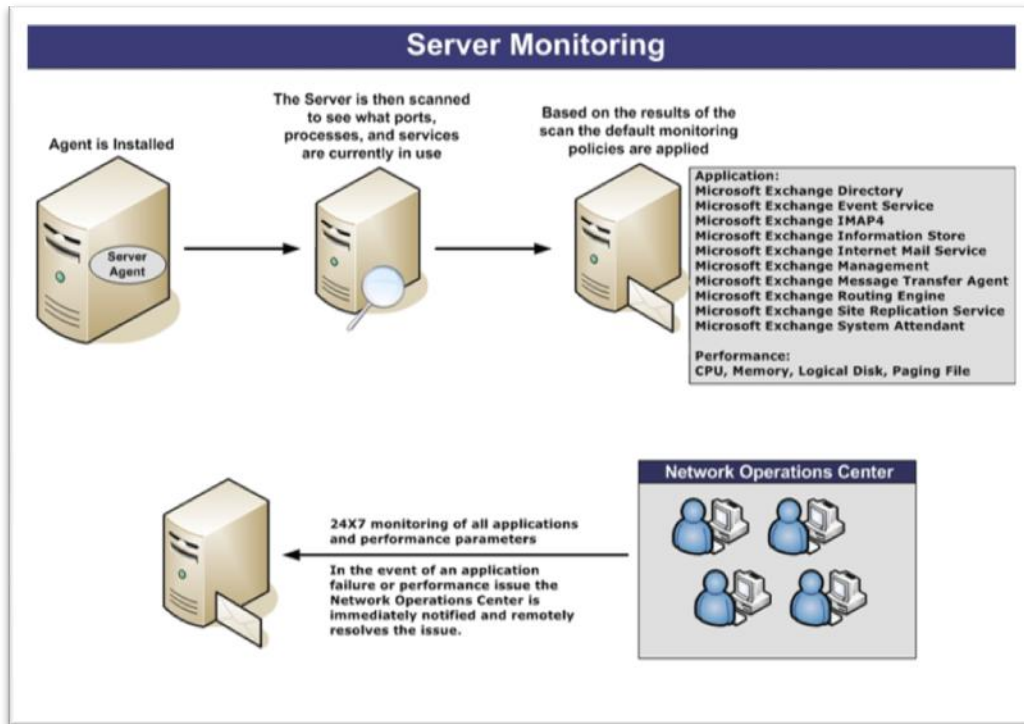 Server Monitoring
Agent is Installed
Server
Agent
The Server is then scanned
to see what ports,
processes, and services
are currently in use
Based on the results of the
scan the default monitoring
policies are applied
Application:
Microsoft Exchange Directory
Microsoft Exchange Event Service
Microsoft Exchange IMAP4
Microsoft Exchange Information Store
Microsoft Exchange Internet Mail Service
Microsoft Exchange Management
Microsoft Exchange Message Transfer Agent
Microsoft Exchange Routing Engine
Microsoft Exchange Site Replication Service
Microsoft Exchange System Attendant
Performance:
CPU, Memory, Logical Disk, Paging File
24X7 monitoring of all applications
and performance parameters
In the event of an application
failure or performance issue the
Network Operations Center is
immediately notified and remotely
resolves the issue.
Network Operations Center